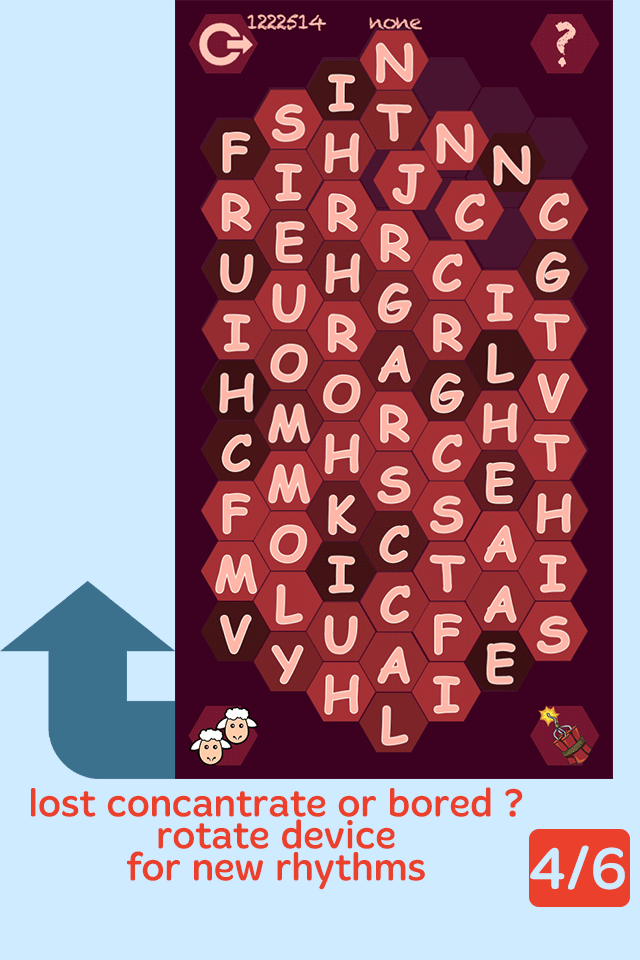 1222514 none
?
F R U I H C F M V
S I E U O M M O L Y
I H R H R O H K I U H
N T J R G A R S C C A L
N C C R G C S T F I
N I L H E A A E
C G T V T H I S
lost concantrate or bored ?
rotate device
for new rhythms
4/6